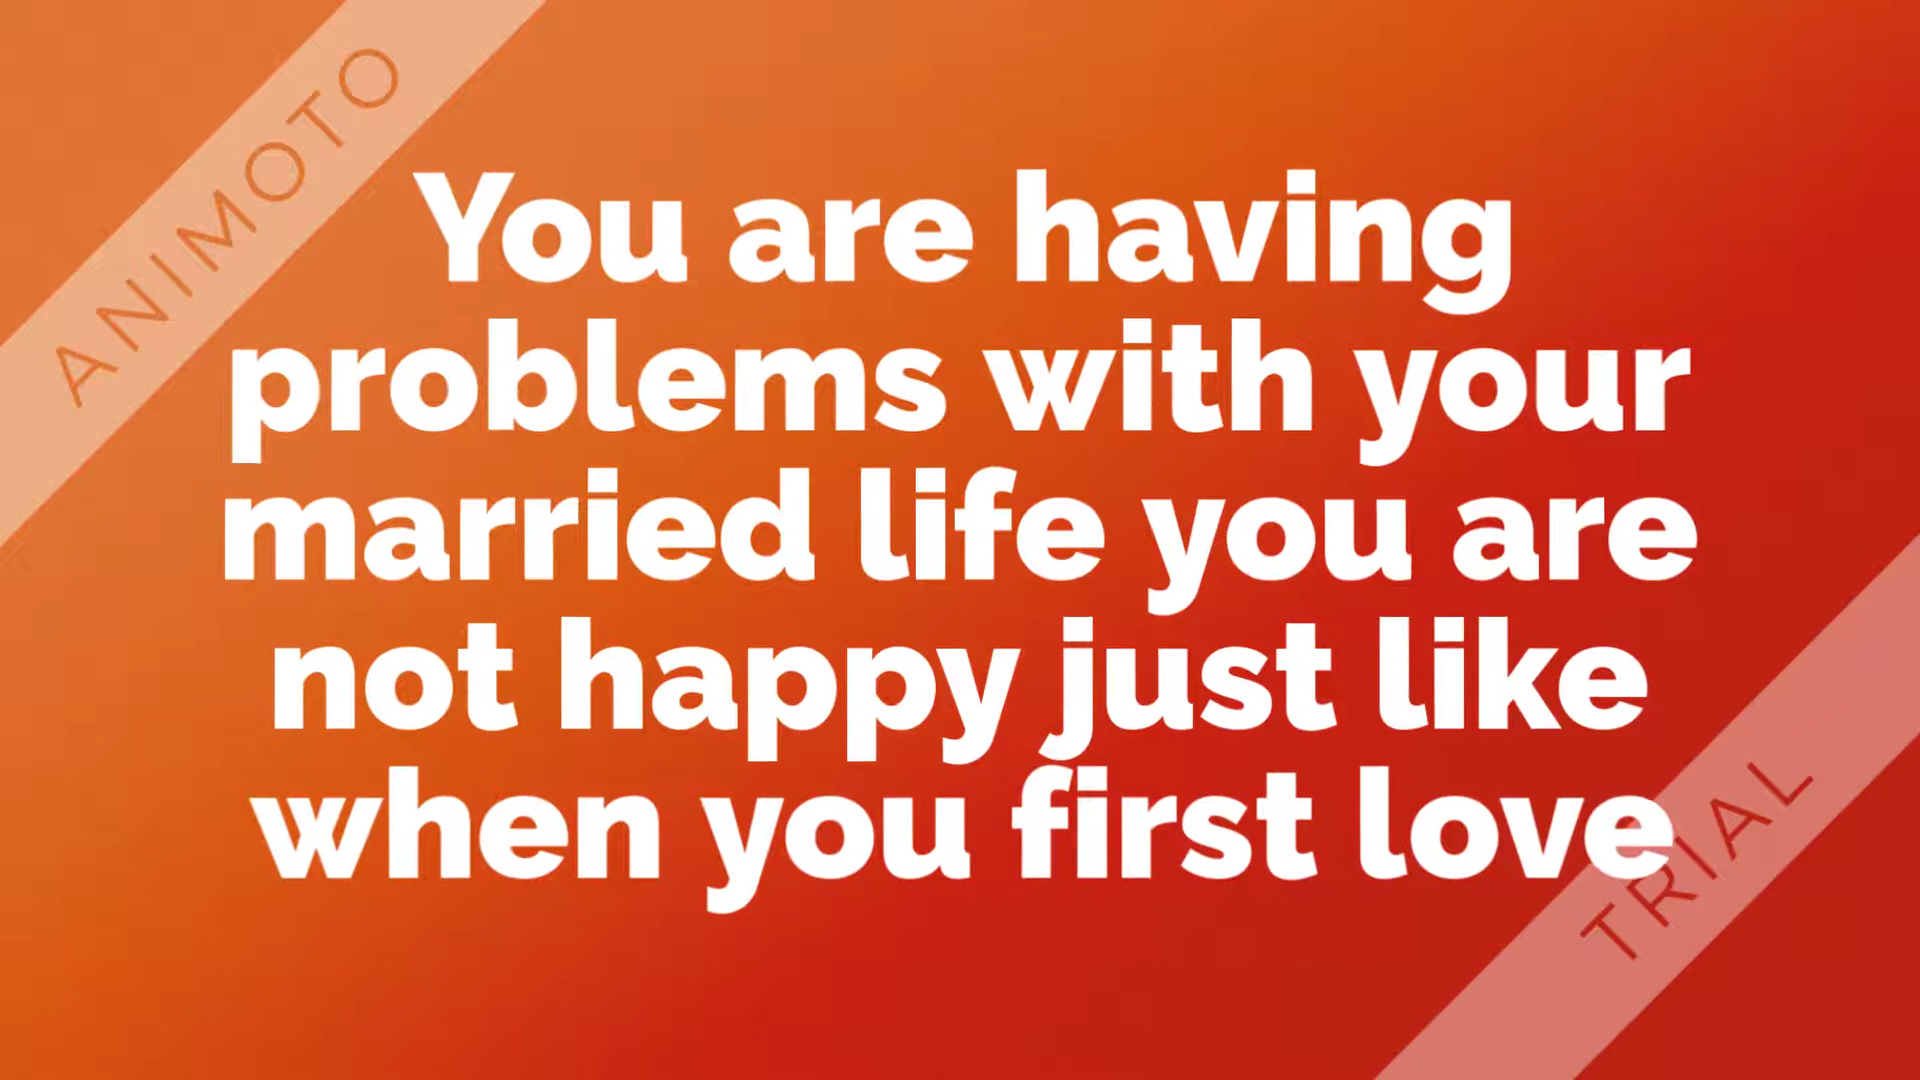 ANIMOTO
You are having
problems with your
married life you are
not happy just like
when you first love
TRIAL